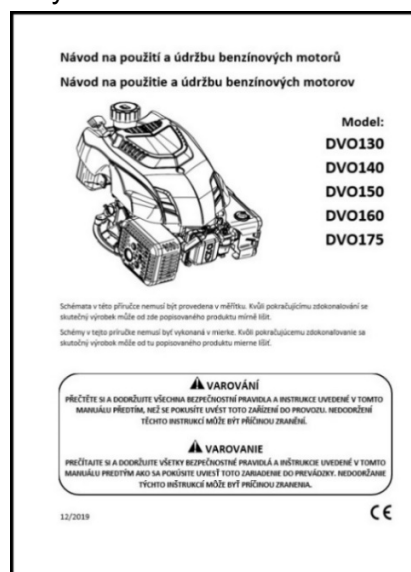 Návod na použití a údržbu benzínových motorů
Návod na použitie a údržbu benzínových motorov
Model:
DVO130
DVO140
DVO150
DVO160
DVO175
Schémata v této příručce nemusí být provedena v měřítku. Kvůli pokračujícímu zdokonalování se
skutečný výrobek může od zde popisovaného produktu mírně lišit.
Schémy v tejto príručke nemusí byť vykonaná v mierke. Kvôli pokračujúcemu zdokonaľovanie sa
skutočný výrobok môže od tu popisovaného produktu mierne líšiť.
VAROVÁNÍ
PŘEČTĚTE SI A DODRŽUJTE VŠECHNA BEZPEČNOSTNÍ PRAVIDLA A INSTRUKCE UVEDENÉ V TOMTO
MANUÁLU PŘEDTÍM, NEŽ SE POKUSÍTE UVÉST TOTO ZAŘÍZENÍ DO PROVOZU. NEDODRŽENÍ
TĚCHTO INSTRUKCÍ MŮŽE BÝT PŘÍČINOU ZRANĚNÍ.
VAROVANIE
PREČÍTAJTE SI A DODRŽUJTE VŠETKY BEZPEČNOSTNÉ PRAVIDLÁ A INŠTRUKCIE UVEDENÉ V TOMTO
MANUÁLU PREDTÝM AKO SA POKÚSITE UVIESŤ TOTO ZARIADENIE DO PREVÁDZKY. NEDODRŽANIE
TÝCHTO INŠTRUKCIÍ MÔŽE BYŤ PRÍČINOU ZRANENIA.
12/2019
CE